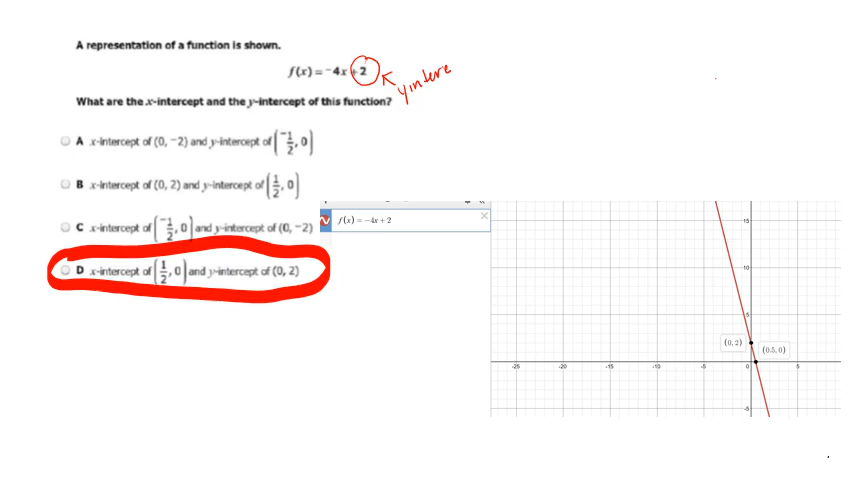 A representation of a function is shown.
f(x) = -4x + 2
y intere
What are the x-intercept and the y-intercept of this function?
A x-intercept of (0, -2) and y-intercept of (-1/2, 0)
B x-intercept of (0, 2) and y-intercept of (1/2, 0)
C x-intercept of (-1/2, 0) and y-intercept of (0, -2)
D x-intercept of (1/2, 0) and y-intercept of (0, 2)
f(x) = -4x + 2
15
10
5
(0, 2)
(0.5, 0)
-25 -20 -15 -10 -5 0 5
-5